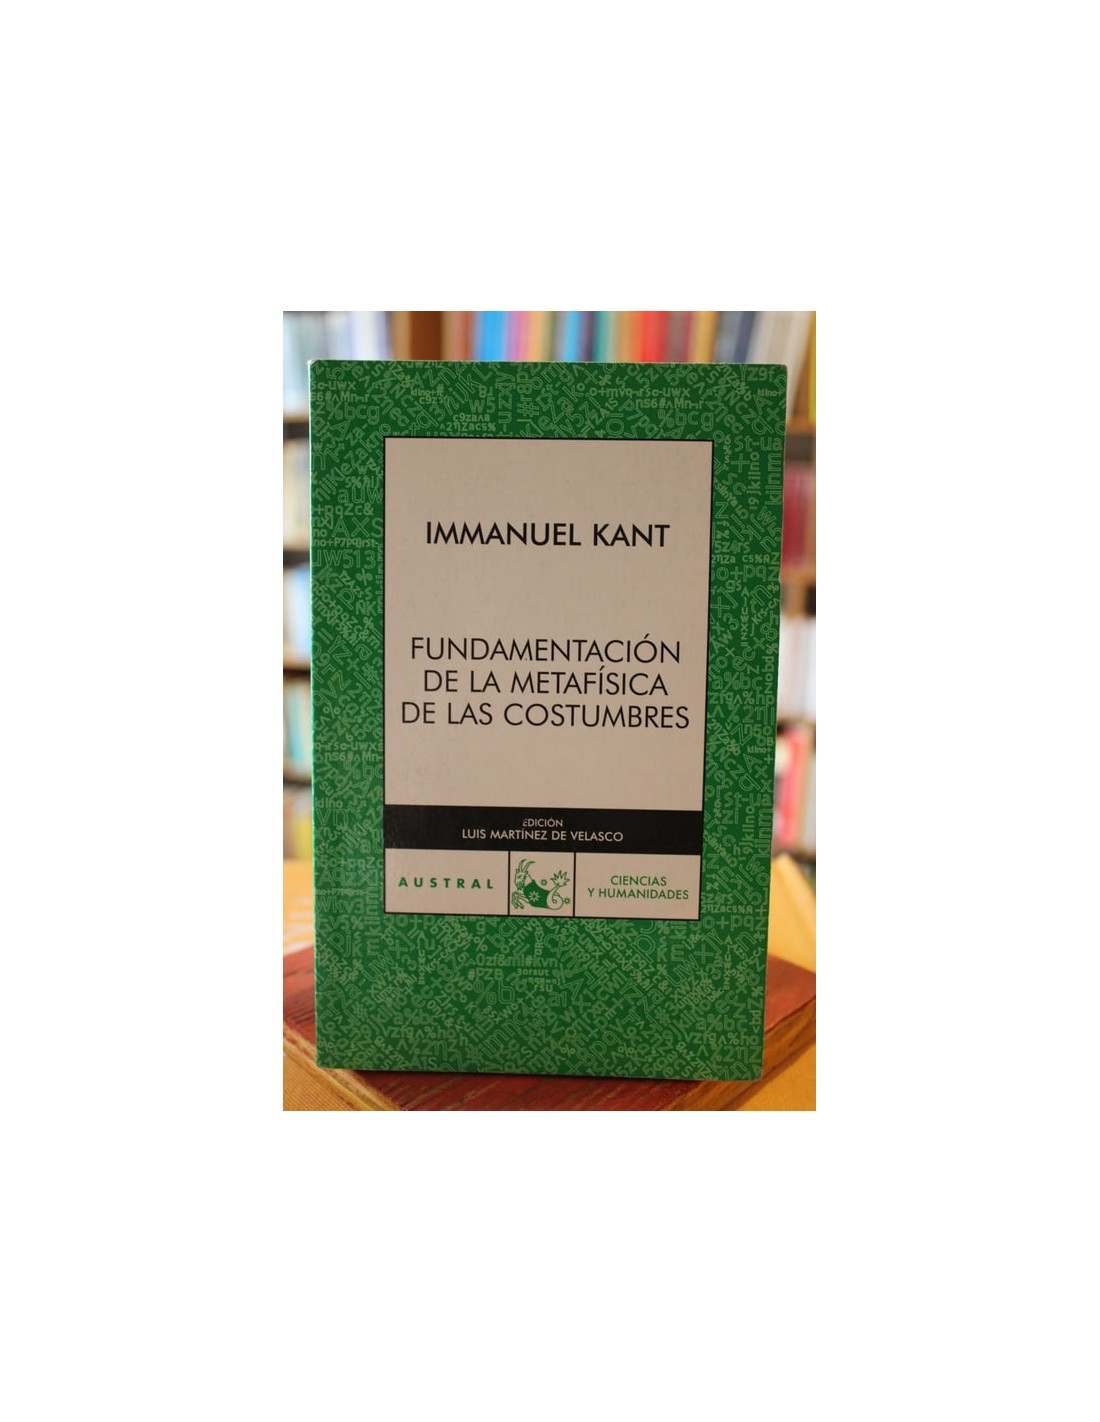 IMMANUEL KANT
FUNDAMENTACIÓN
DE LA METAFÍSICA
DE LAS COSTUMBRES
EDICIÓN
LUIS MARTÍNEZ DE VELASCO
AUSTRAL
CIENCIAS
Y HUMANIDADES